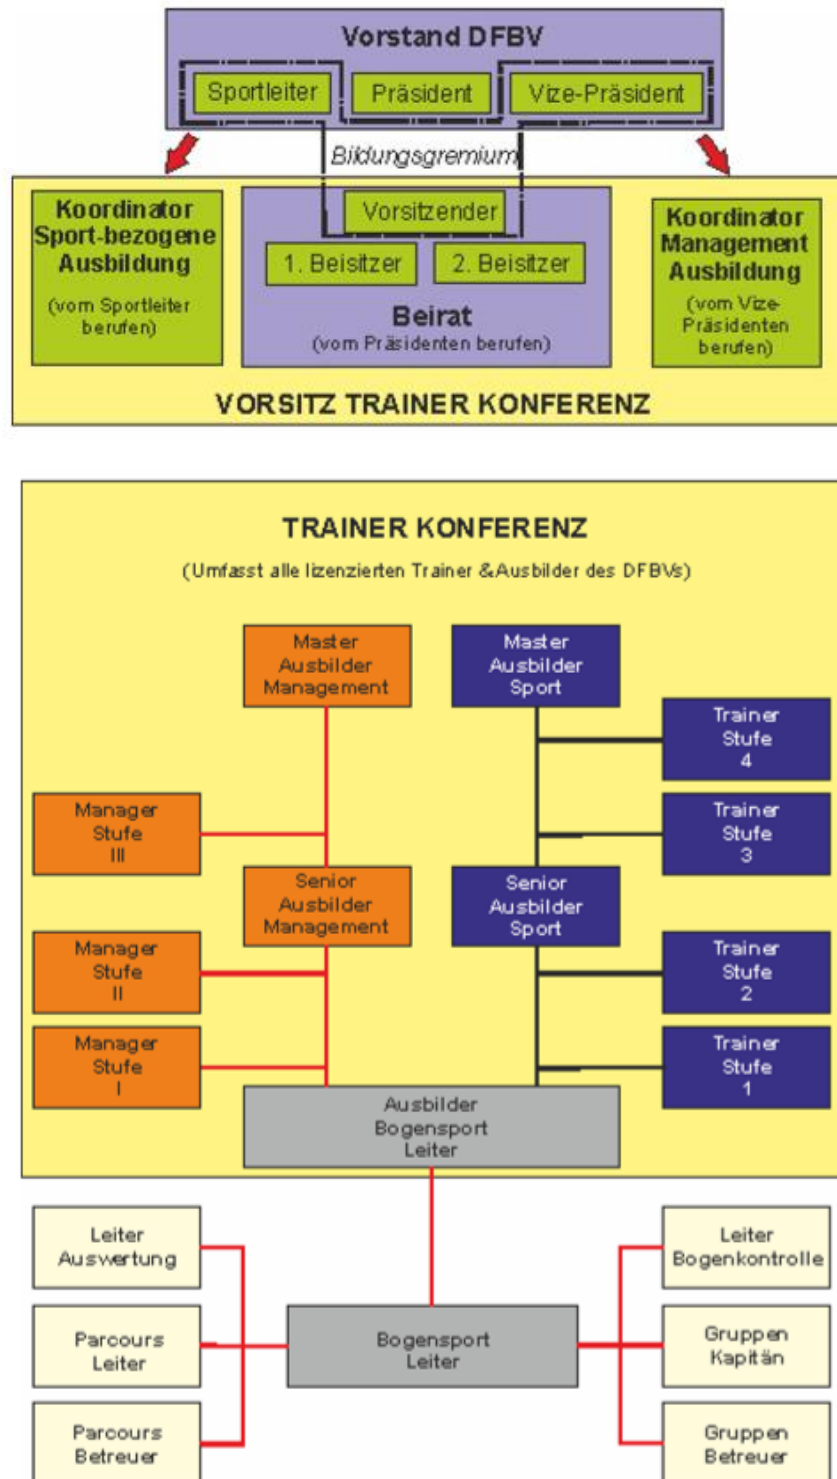 Vorstand DFBV
Sportleiter
Präsident
Vize-Präsident
Bildungsgremium
Koordinator
Sport-bezogene
Ausbildung
(vom Sportleiter
berufen)
Vorsitzender
1. Beisitzer
2. Beisitzer
Beirat
(vom Präsidenten berufen)
Koordinator
Management
Ausbildung
(vom Vize-
Präsidenten
berufen)
VORSITZ TRAINER KONFERENZ
TRAINER KONFERENZ
(Umfasst alle lizenzierten Trainer &Ausbilder des DFBVs)
Master
Ausbilder
Management
Master
Ausbilder
Sport
Trainer
Stufe
4
Manager
Stufe
III
Trainer
Stufe
3
Senior
Ausbilder
Management
Senior
Ausbilder
Sport
Manager
Stufe
II
Trainer
Stufe
2
Manager
Stufe
I
Trainer
Stufe
1
Ausbilder
Bogensport
Leiter
Leiter
Auswertung
Leiter
Bogenkontrolle
Parcours
Leiter
Bogensport
Leiter
Gruppen
Kapitän
Parcours
Betreuer
Gruppen
Betreuer